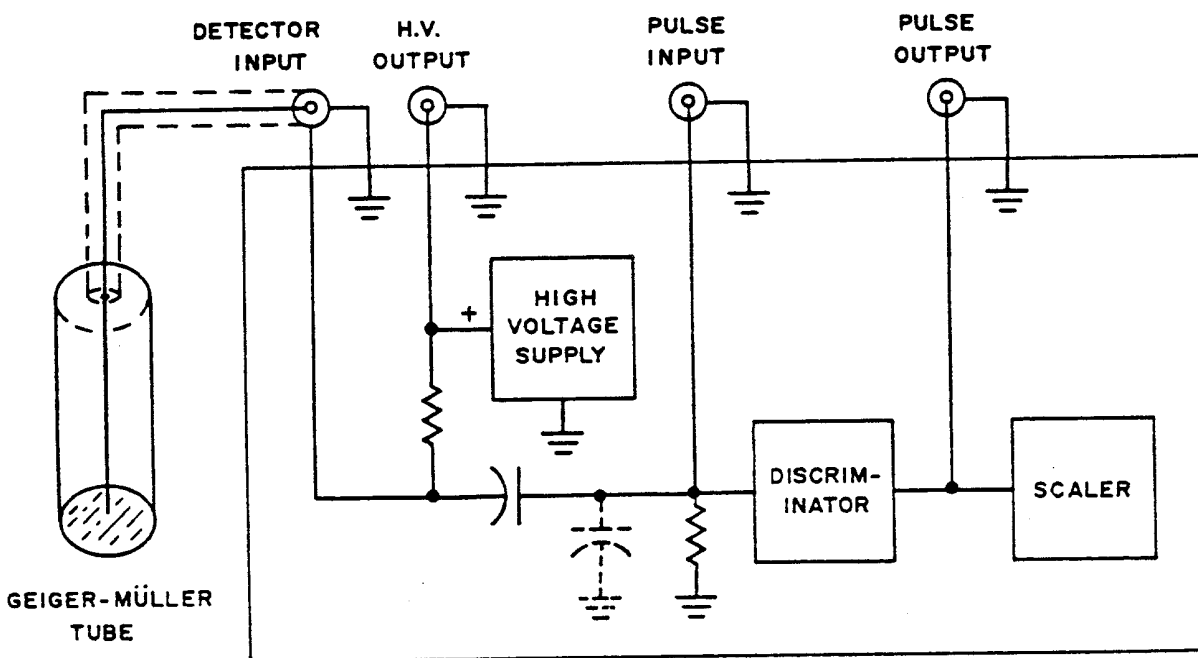 DETECTOR
INPUT
H.V.
OUTPUT
PULSE
INPUT
PULSE
OUTPUT
+
HIGH
VOLTAGE
SUPPLY
DISCRIM-
INATOR
SCALER
GEIGER-MÜLLER
TUBE